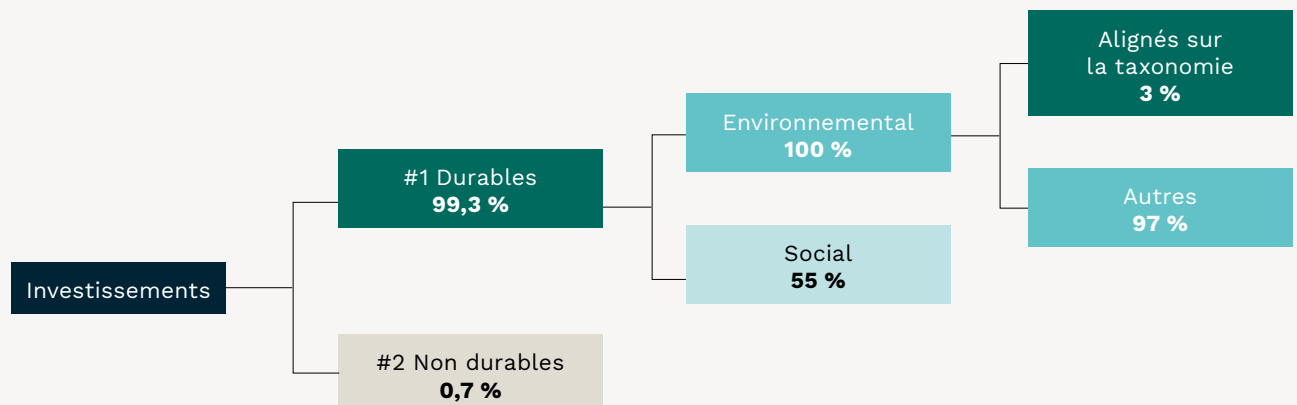 Investissements
#1 Durables
99,3 %
#2 Non durables
0,7 %
Environnemental
100 %
Social
55 %
Alignés sur
la taxonomie
3 %
Autres
97 %